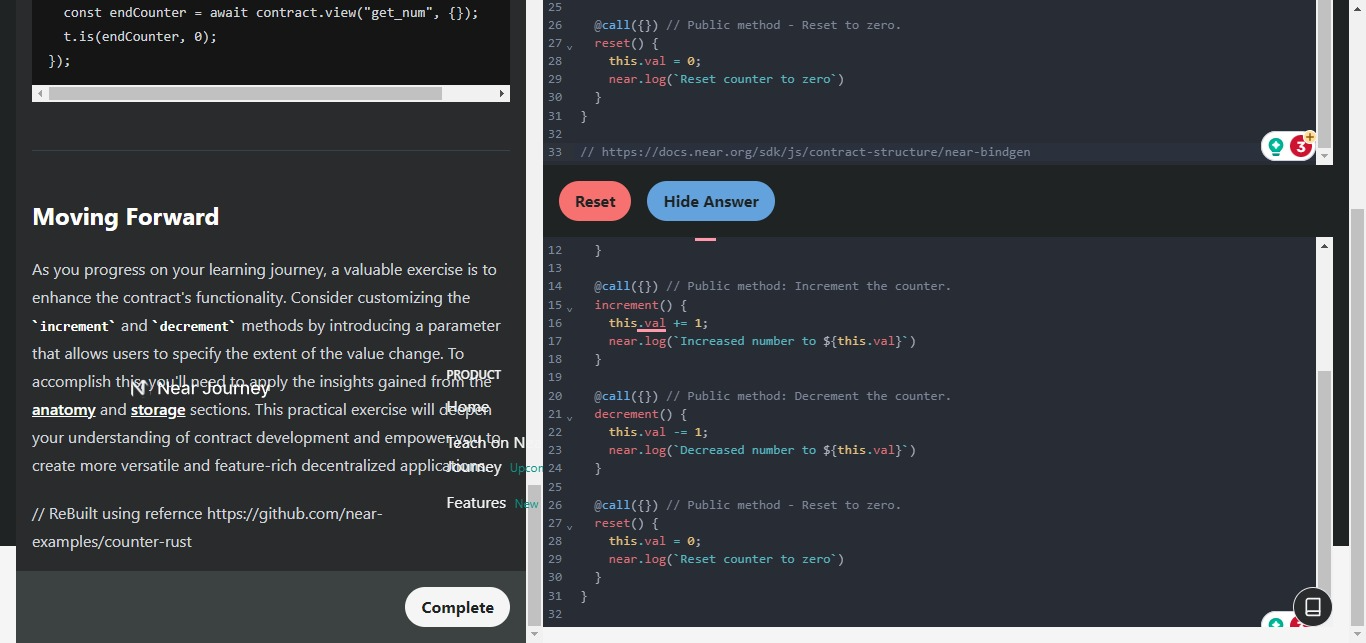 const endCounter = await contract.view("get_num", {});
t.is(endCounter, 0);
});
Moving Forward
As you progress on your learning journey, a valuable exercise is to
enhance the contract's functionality. Consider customizing the
`increment` and `decrement` methods by introducing a parameter
that allows users to specify the extent of the value change. To
accomplish this, you'll need to apply the insights gained from the
anatomy and storage sections. This practical exercise will deepen
your understanding of contract development and empower you to
create more versatile and feature-rich decentralized applications.
// ReBuilt using refernce https://github.com/near-
examples/counter-rust
Near Journey
PRODUCT
Home
Teach on N
Journey Upcom
Features New
Complete
25
26 @call({}) // Public method - Reset to zero.
27 reset() {
28 this.val = 0;
29 near.log(`Reset counter to zero`)
30 }
31 }
32
33 // https://docs.near.org/sdk/js/contract-structure/near-bindgen
3
Reset
Hide Answer
12 }
13
14 @call({}) // Public method: Increment the counter.
15 increment() {
16 this.val += 1;
17 near.log(`Increased number to ${this.val}`)
18 }
19
20 @call({}) // Public method: Decrement the counter.
21 decrement() {
22 this.val -= 1;
23 near.log(`Decreased number to ${this.val}`)
24 }
25
26 @call({}) // Public method - Reset to zero.
27 reset() {
28 this.val = 0;
29 near.log(`Reset counter to zero`)
30 }
31 }
32